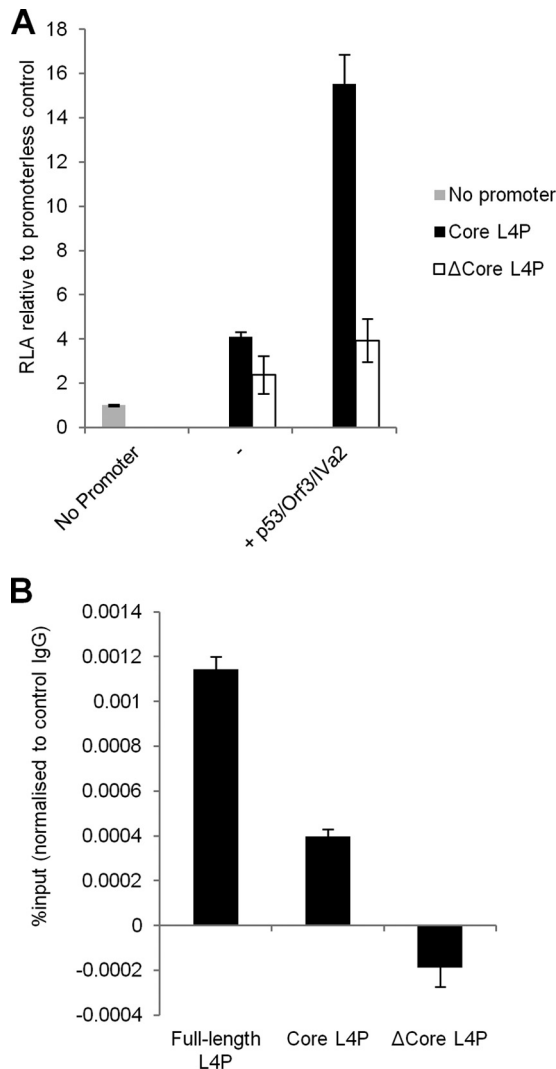 A
RLA relative to promoterless control
18
16
14
12
10
8
6
4
2
0
No Promoter
-
+ p53/Orf3/IVa2
No promoter
Core L4P
ΔCore L4P
B
%input (normalised to control IgG)
0.0014
0.0012
0.001
0.0008
0.0006
0.0004
0.0002
0
-0.0002
-0.0004
Full-length
L4P
Core L4P
ΔCore L4P